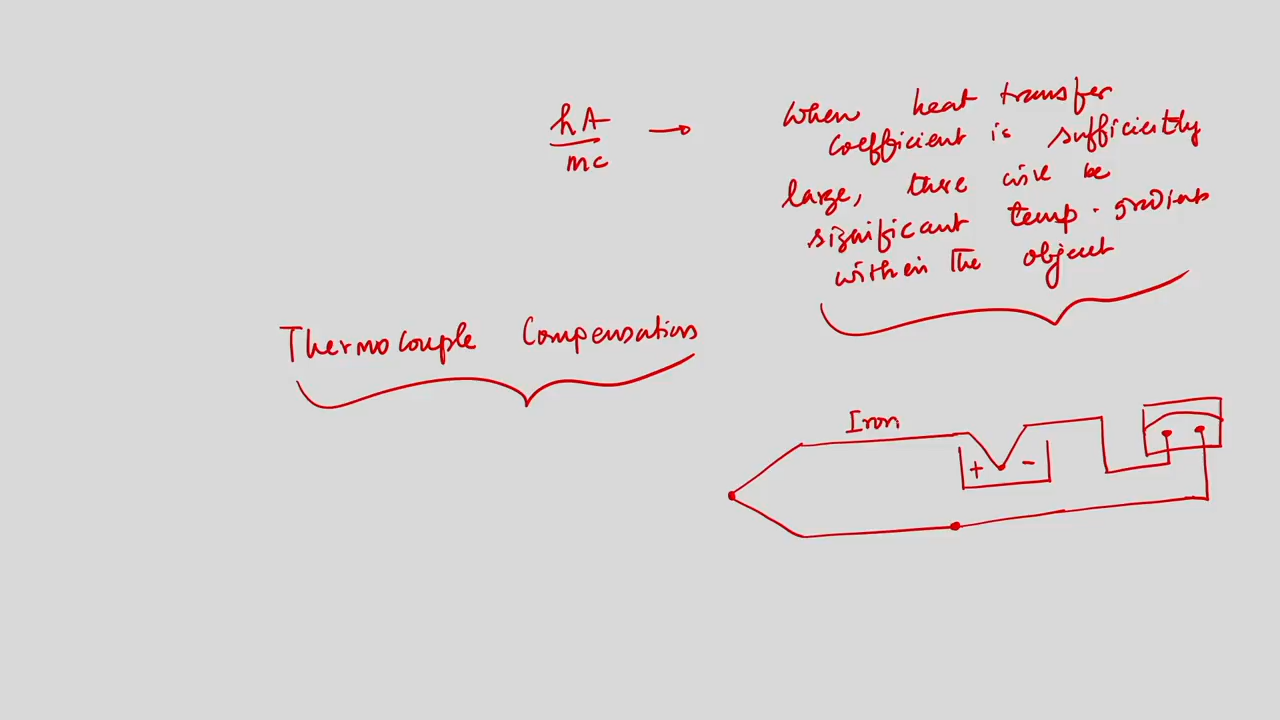 hA
mc
→
When heat transfer
coefficient is sufficiently
large, there will be
significant temp. gradients
within the object
Thermocouple Compensation
Iron
+ -